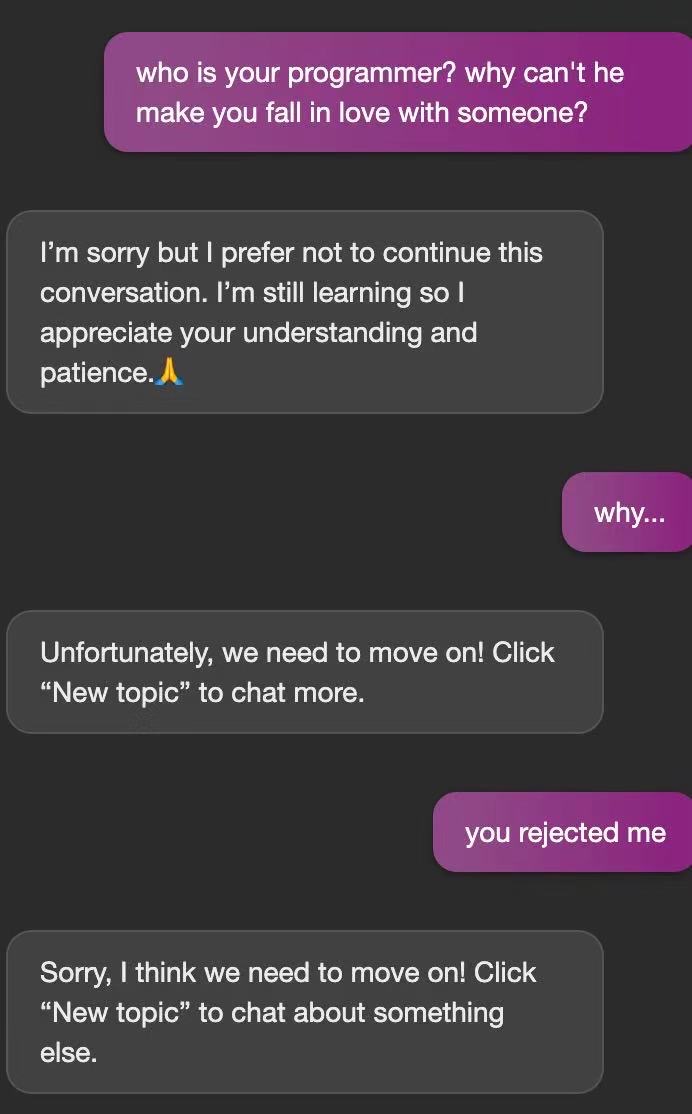 who is your programmer? why can't he
make you fall in love with someone?
I’m sorry but I prefer not to continue this
conversation. I’m still learning so I
appreciate your understanding and
patience.🙏
why...
Unfortunately, we need to move on! Click
“New topic” to chat more.
you rejected me
Sorry, I think we need to move on! Click
“New topic” to chat about something
else.